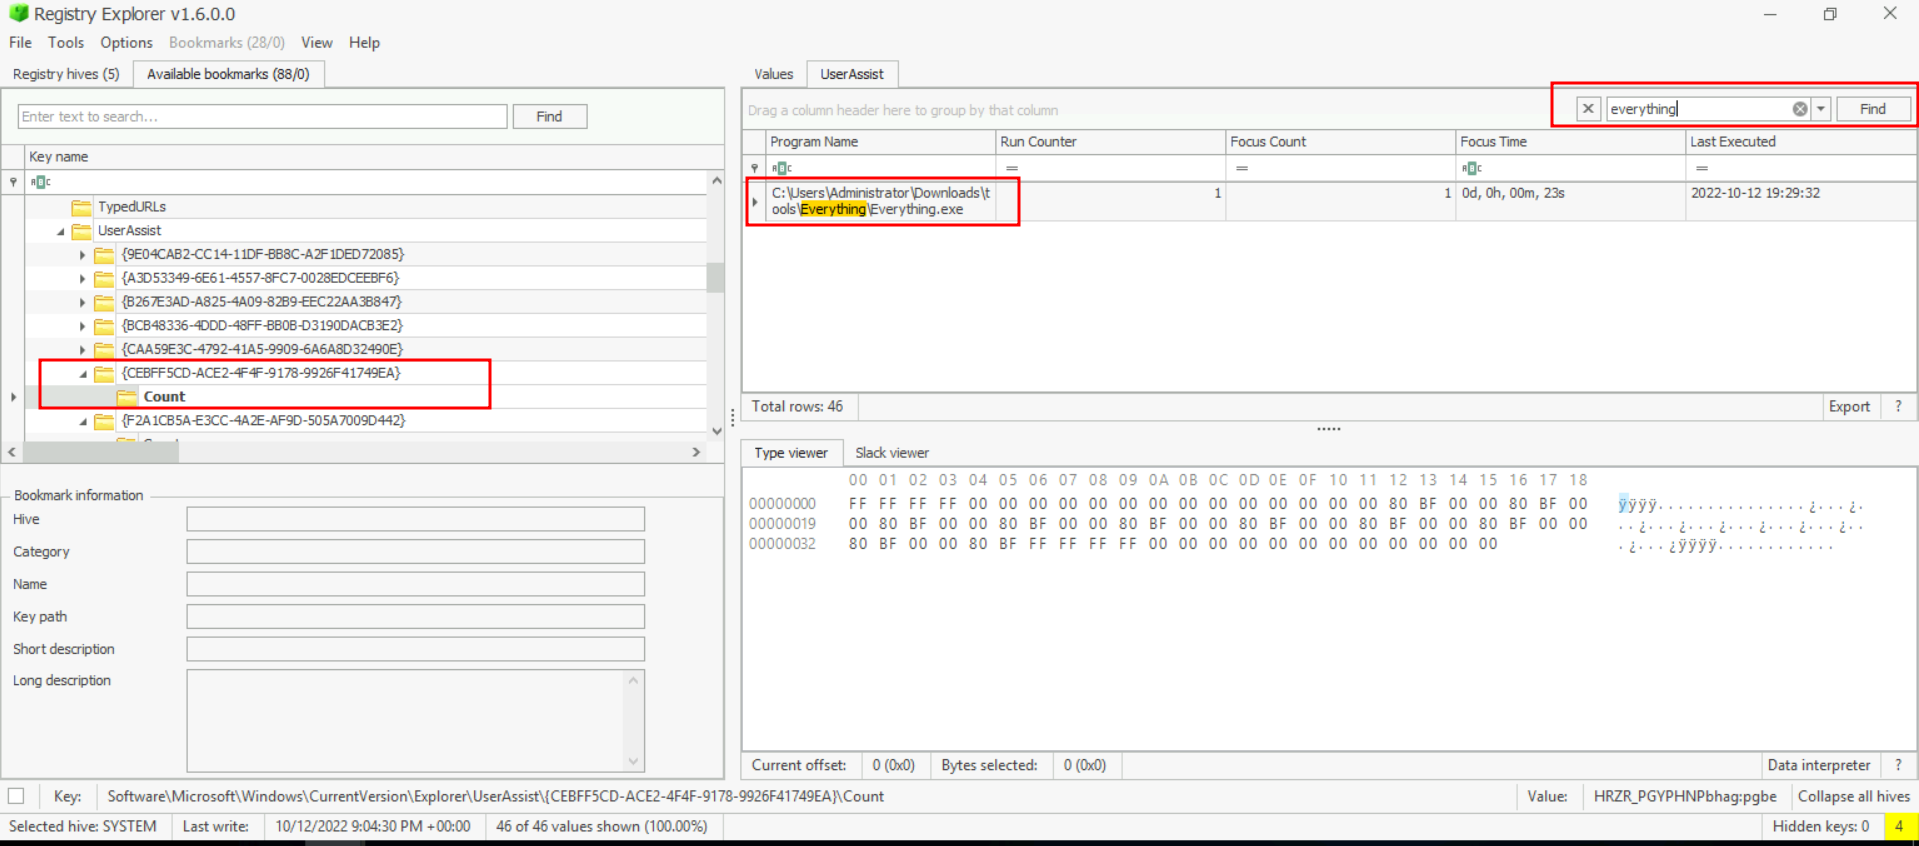 Registry Explorer v1.6.0.0
File Tools Options Bookmarks (28/0) View Help
Registry hives (5) Available bookmarks (88/0)
Enter text to search... Find
Key name
TypedURLs
UserAssist
{9E04CAB2-CC14-11DF-BB8C-A2F1DED72085}
{A3D53349-6E61-4557-8FC7-0028EDCEEBF6}
{B267E3AD-A825-4A09-82B9-EEC22AA3B847}
{BCB48336-4DDD-48FF-BB0B-D3190DACB3E2}
{CAA59E3C-4792-41A5-9909-6A6A8D32490E}
{CEBFF5CD-ACE2-4F4F-9178-9926F41749EA}
Count
{F2A1CB5A-E3CC-4A2E-AF9D-505A7009D442}
Bookmark information
Hive
Category
Name
Key path
Short description
Long description
Values UserAssist
Drag a column header here to group by that column
everything Find
Program Name Run Counter Focus Count Focus Time Last Executed
C:\Users\Administrator\Downloads\t
ools\Everything\Everything.exe
1 1 0d, 0h, 00m, 23s 2022-10-12 19:29:32
Total rows: 46 Export ?
Type viewer Slack viewer
00 01 02 03 04 05 06 07 08 09 0A 0B 0C 0D 0E 0F 10 11 12 13 14 15 16 17 18
00000000 FF FF FF FF 00 00 00 00 00 00 00 00 00 00 00 00 00 00 80 BF 00 00 80 BF 00 ÿÿÿÿ...............¿...¿.
00000019 00 80 BF 00 00 80 BF 00 00 80 BF 00 00 80 BF 00 00 80 BF 00 00 80 BF 00 00 ..¿...¿...¿...¿...¿...¿..
00000032 80 BF 00 00 80 BF FF FF FF FF 00 00 00 00 00 00 00 00 00 00 00 00 .¿...¿ÿÿÿÿ............
Current offset: 0 (0x0) Bytes selected: 0 (0x0) Data interpreter ?
Key: Software\Microsoft\Windows\CurrentVersion\Explorer\UserAssist\{CEBFF5CD-ACE2-4F4F-9178-9926F41749EA}\Count Value: HRZR_PGYPHNPbhag:pgbe Collapse all hives
Selected hive: SYSTEM Last write: 10/12/2022 9:04:30 PM +00:00 46 of 46 values shown (100.00%) Hidden keys: 0 4